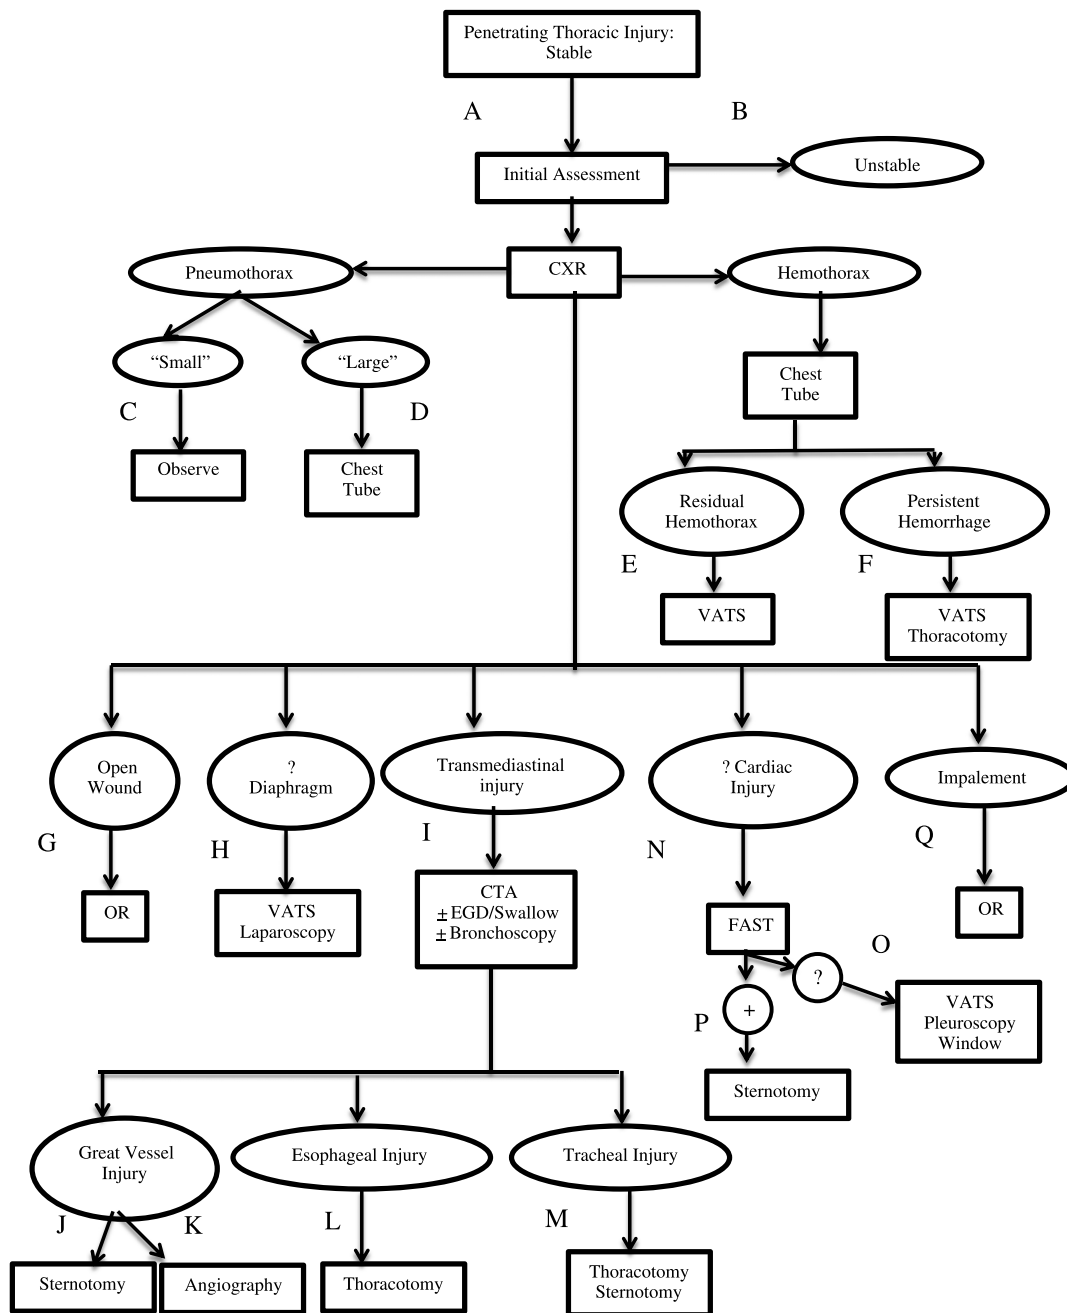 Penetrating Thoracic Injury:
Stable
A
B
Initial Assessment
Unstable
Pneumothorax
CXR
Hemothorax
“Small”
“Large”
Chest
Tube
C
D
Observe
Chest
Tube
Residual
Hemothorax
Persistent
Hemorrhage
E
F
VATS
VATS
Thoracotomy
Open
Wound
?
Diaphragm
Transmediastinal
injury
? Cardiac
Injury
Impalement
G
H
I
N
Q
OR
VATS
Laparoscopy
CTA
± EGD/Swallow
± Bronchoscopy
FAST
OR
O
?
P
+
VATS
Pleuroscopy
Window
Sternotomy
Great Vessel
Injury
Esophageal Injury
Tracheal Injury
J
K
L
M
Sternotomy
Angiography
Thoracotomy
Thoracotomy
Sternotomy